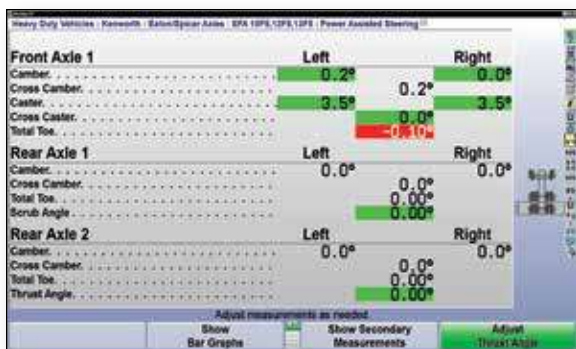 Heavy Duty Vehicles : Kenworth : Eaton/Spicer Axles : EFA 10F5,12F5,13F5 : Power Assisted Steering
Front Axle 1 Left Right
Camber. 0.2° 0.0°
Cross Camber. 0.2°
Caster. 3.5° 3.5°
Cross Caster. 0.0°
Total Toe. -0.10°
Rear Axle 1 Left Right
Camber. 0.0° 0.0°
Cross Camber. 0.0°
Total Toe. 0.00°
Scrub Angle. 0.00°
Rear Axle 2 Left Right
Camber. 0.0° 0.0°
Cross Camber. 0.0°
Total Toe. 0.00°
Thrust Angle. 0.00°
Adjust measurements as needed
Show Bar Graphs
Show Secondary Measurements
Adjust Thrust Angle